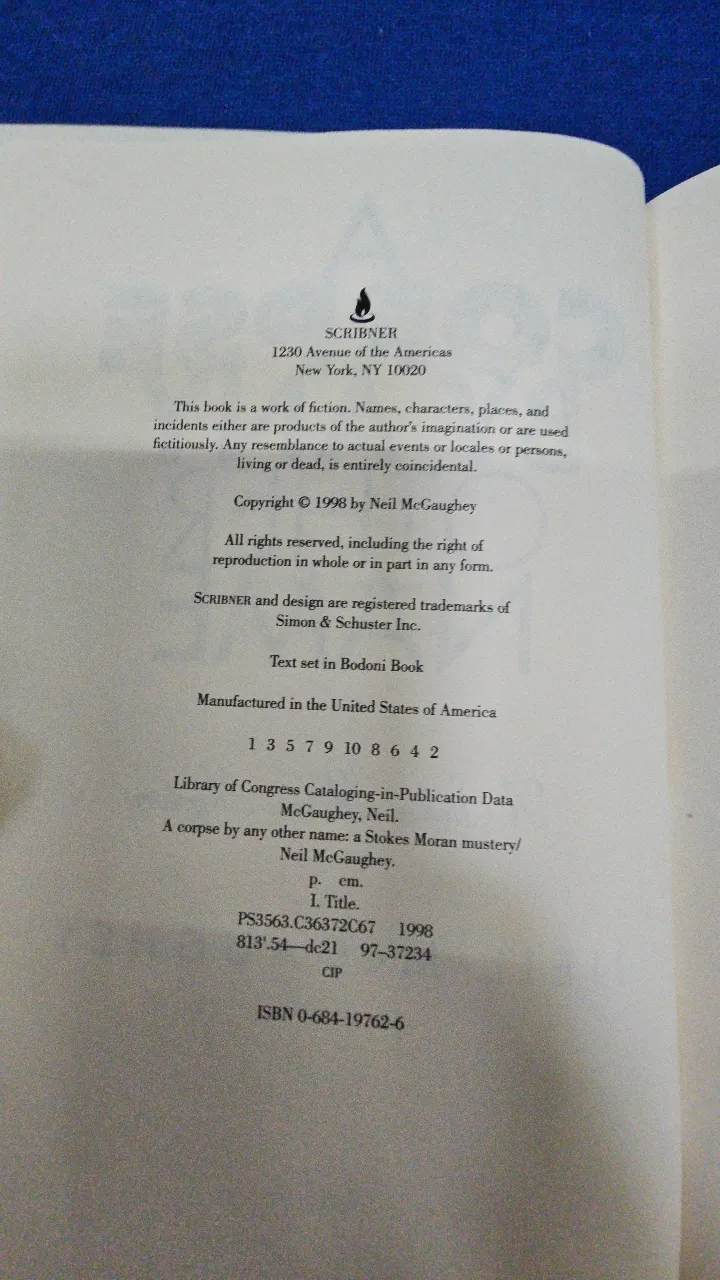 SCRIBNER
1230 Avenue of the Americas
New York, NY 10020
This book is a work of fiction. Names, characters, places, and
incidents either are products of the author's imagination or are used
fictitiously. Any resemblance to actual events or locales or persons,
living or dead, is entirely coincidental.
Copyright © 1998 by Neil McGaughey
All rights reserved, including the right of
reproduction in whole or in part in any form.
SCRIBNER and design are registered trademarks of
Simon & Schuster Inc.
Text set in Bodoni Book
Manufactured in the United States of America
1 3 5 7 9 10 8 6 4 2
Library of Congress Cataloging-in-Publication Data
McGaughey, Neil.
A corpse by any other name: a Stokes Moran mustery/
Neil McGaughey.
p. cm.
I. Title.
PS3563.C36372C67 1998
813'.54—dc21 97–37234
CIP
ISBN 0-684-19762-6